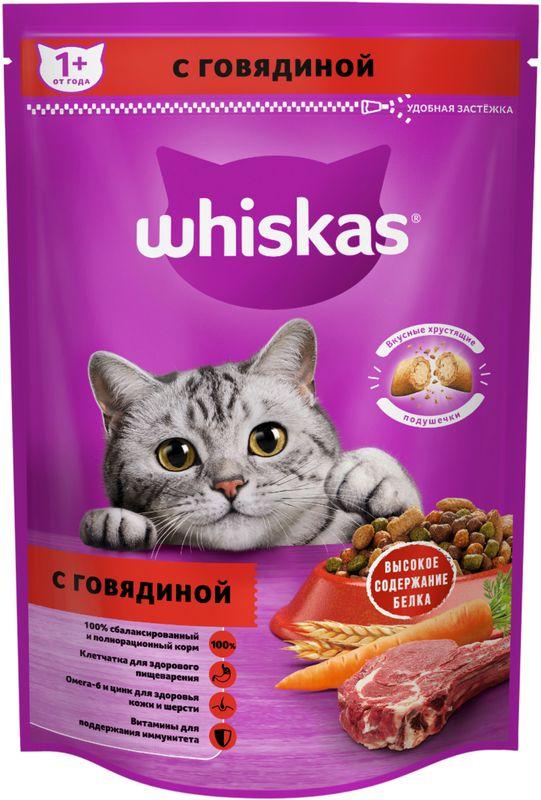 1+
ОТ ГОДА
С ГОВЯДИНОЙ
УДОБНАЯ ЗАСТЁЖКА
whiskas®
Вкусные хрустящие
подушечки
ВЫСОКОЕ
СОДЕРЖАНИЕ
БЕЛКА
С ГОВЯДИНОЙ
100% сбалансированный
и полнорационный корм
100%
Клетчатка для здорового
пищеварения
Омега-6 и цинк для здоровья
кожи и шерсти
Витамины для
поддержания иммунитета